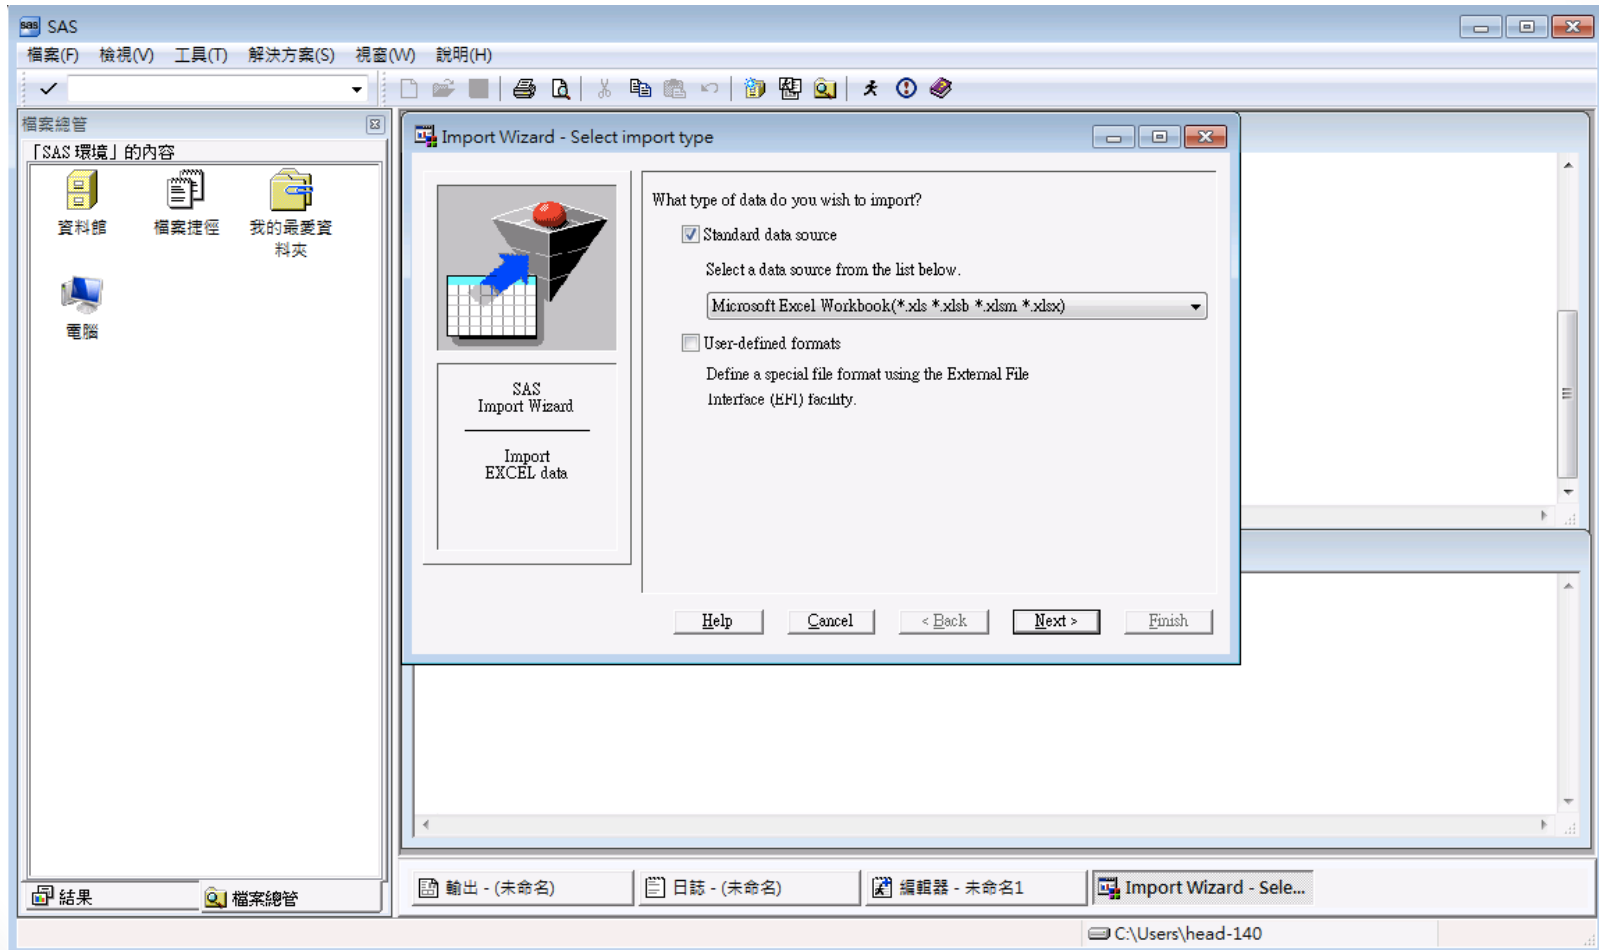 SAS
檔案(F) 檢視(V) 工具(T) 解決方案(S) 視窗(W) 說明(H)
檔案總管
「SAS 環境」的內容
資料館
檔案捷徑
我的最愛資
料夾
電腦
Import Wizard - Select import type
What type of data do you wish to import?
Standard data source
Select a data source from the list below.
Microsoft Excel Workbook(*.xls *.xlsb *.xlsm *.xlsx)
User-defined formats
Define a special file format using the External File
Interface (EFI) facility.
SAS
Import Wizard
Import
EXCEL data
Help Cancel < Back Next > Finish
結果 檔案總管
輸出 - (未命名) 日誌 - (未命名) 編輯器 - 未命名1 Import Wizard - Sele...
C:\Users\head-140